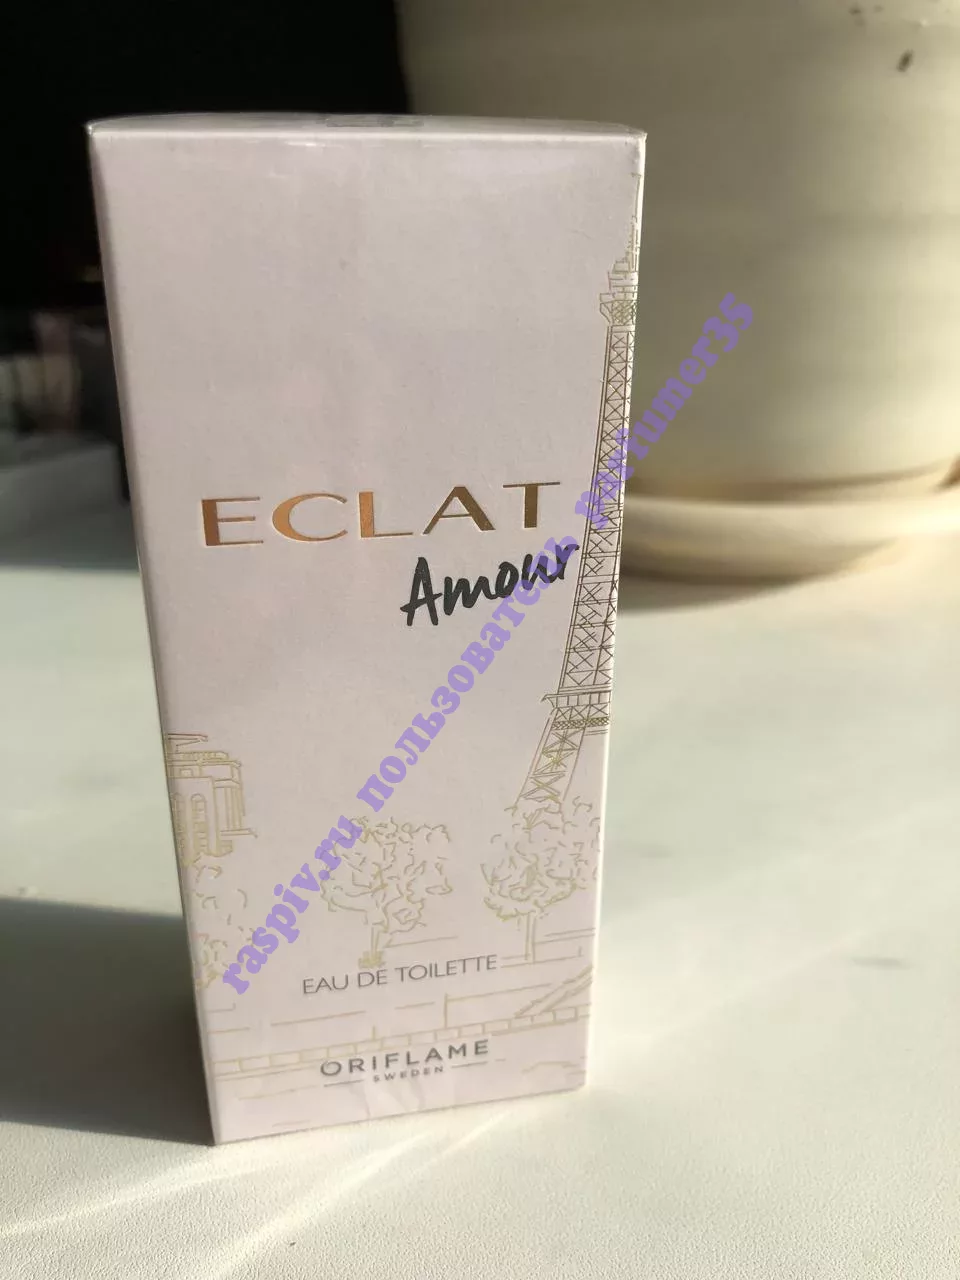 ECLAT
Amour
EAU DE TOILETTE
ORIFLAME
SWEDEN
raspiv.ru пользователь parfumer35